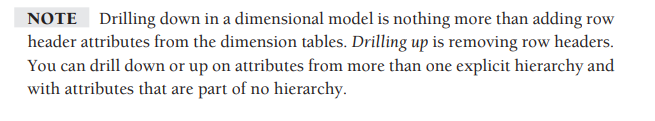 NOTE Drilling down in a dimensional model is nothing more than adding row
header attributes from the dimension tables. Drilling up is removing row headers.
You can drill down or up on attributes from more than one explicit hierarchy and
with attributes that are part of no hierarchy.